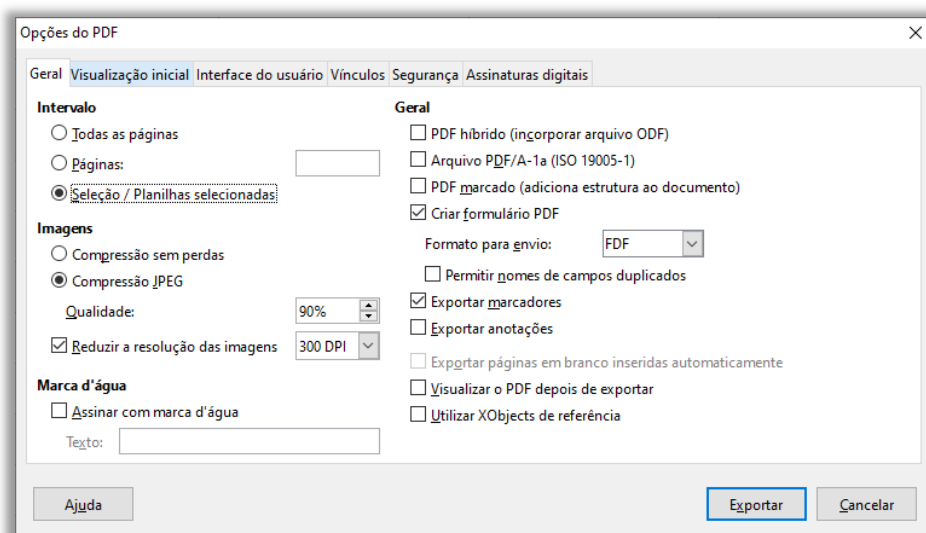 Opções do PDF
Geral Visualização inicial Interface do usuário Vínculos Segurança Assinaturas digitais
Intervalo
Todas as páginas
Páginas:
Seleção / Planilhas selecionadas
Imagens
Compressão sem perdas
Compressão JPEG
Qualidade: 90%
Reduzir a resolução das imagens 300 DPI
Marca d'água
Assinar com marca d'água
Texto:
Geral
PDF híbrido (incorporar arquivo ODF)
Arquivo PDF/A-1a (ISO 19005-1)
PDF marcado (adiciona estrutura ao documento)
Criar formulário PDF
Formato para envio: FDF
Permitir nomes de campos duplicados
Exportar marcadores
Exportar anotações
Exportar páginas em branco inseridas automaticamente
Visualizar o PDF depois de exportar
Utilizar XObjects de referência
Ajuda Exportar Cancelar